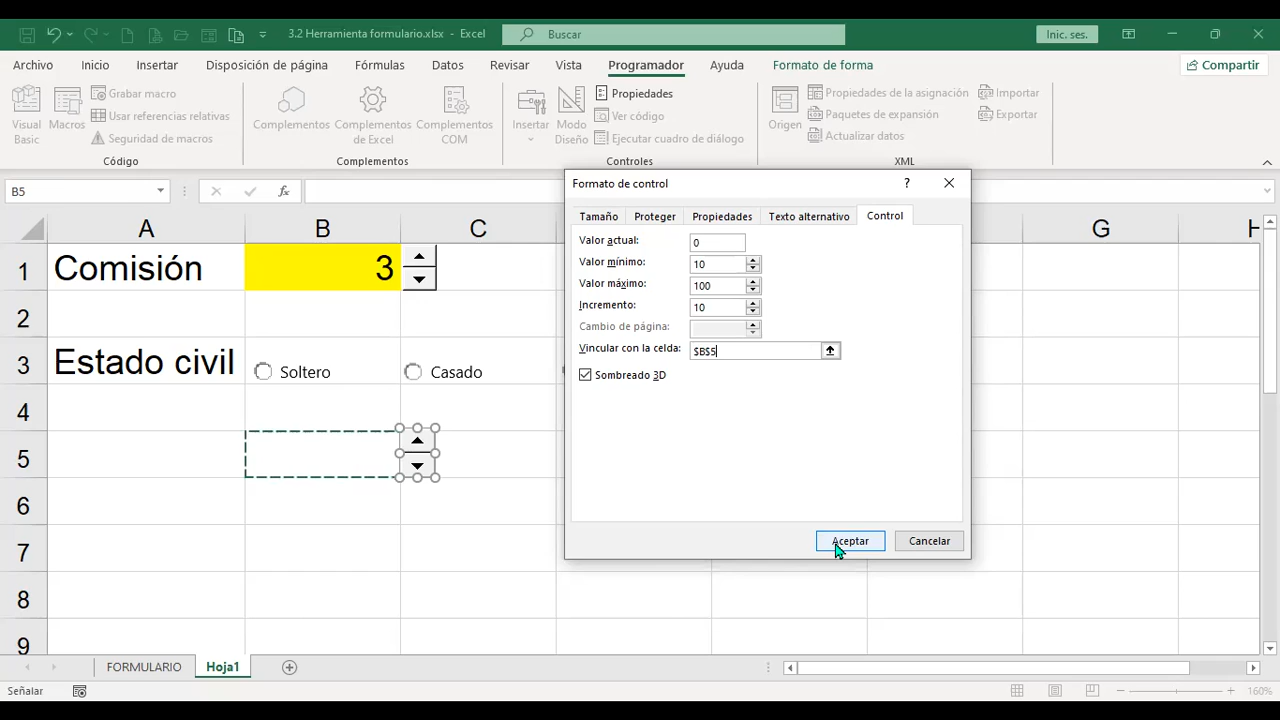 3.2 Herramienta formulario.xlsx - Excel
Buscar
Inic. ses.
Archivo Inicio Insertar Disposición de página Fórmulas Datos Revisar Vista Programador Ayuda Formato de forma Compartir
Visual Basic
Macros
Grabar macro
Usar referencias relativas
Seguridad de macros
Código
Complementos
Complementos de Excel
Complementos COM
Complementos
Insertar
Modo Diseño
Propiedades
Ver código
Ejecutar cuadro de diálogo
Controles
Origen
Propiedades de la asignación
Paquetes de expansión
Actualizar datos
Importar
Exportar
XML
B5
fx
Formato de control
?
Tamaño Proteger Propiedades Texto alternativo Control
Valor actual: 0
Valor mínimo: 10
Valor máximo: 100
Incremento: 10
Cambio de página:
Vincular con la celda: $B$5
Sombreado 3D
Aceptar Cancelar
A B C G H
1 Comisión 3
2
3 Estado civil Soltero Casado
4
5
6
7
8
9
FORMULARIO Hoja1
Señalar
160%